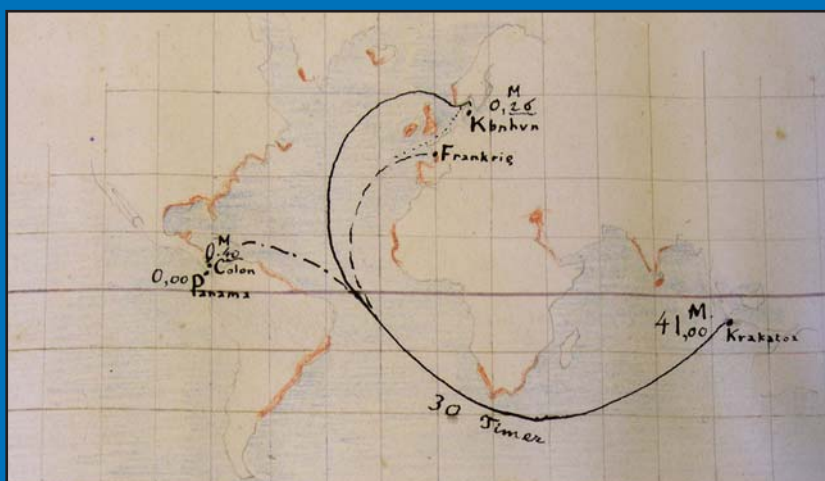 M
0,26
Kbnhvn
Frankrig
M
0.40
Colon
0,00 Panama
M.
41,00
Krakatoa
30 Timer